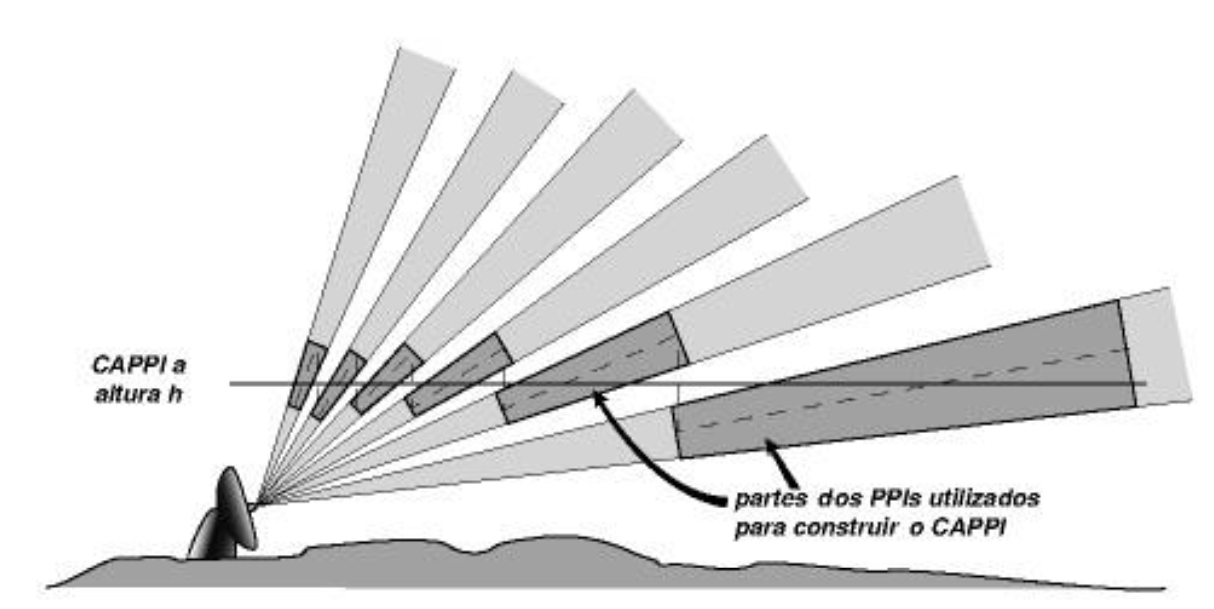 CAPPI a
altura h
partes dos PPIs utilizados
para construir o CAPPI